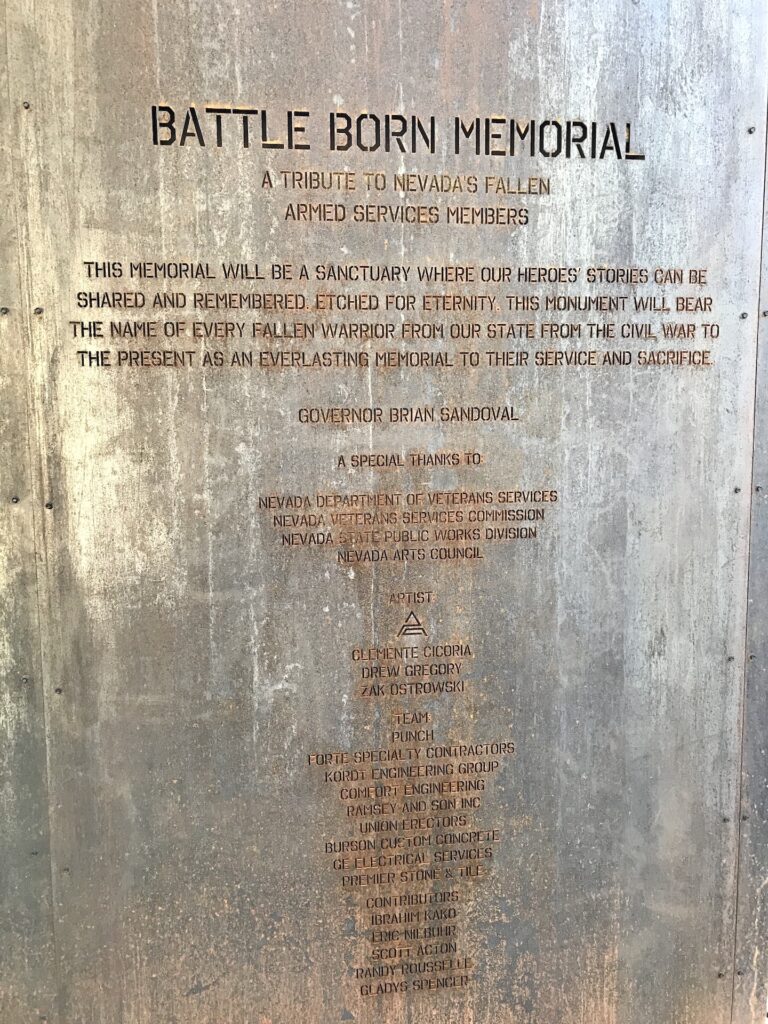 BATTLE BORN MEMORIAL
A TRIBUTE TO NEVADA'S FALLEN
ARMED SERVICES MEMBERS
THIS MEMORIAL WILL BE A SANCTUARY WHERE OUR HEROES' STORIES CAN BE
SHARED AND REMEMBERED. ETCHED FOR ETERNITY, THIS MONUMENT WILL BEAR
THE NAME OF EVERY FALLEN WARRIOR FROM OUR STATE FROM THE CIVIL WAR TO
THE PRESENT AS AN EVERLASTING MEMORIAL TO THEIR SERVICE AND SACRIFICE.
GOVERNOR BRIAN SANDOVAL
A SPECIAL THANKS TO:
NEVADA DEPARTMENT OF VETERANS SERVICES
NEVADA VETERANS SERVICES COMMISSION
NEVADA STATE PUBLIC WORKS DIVISION
NEVADA ARTS COUNCIL
ARTIST:
CLEMENTE CICORIA
DREW GREGORY
ZAK OSTROWSKI
TEAM:
PUNCH
FORTE SPECIALTY CONTRACTORS
KORDT ENGINEERING GROUP
COMFORT ENGINEERING
RAMSEY AND SON INC
UNION ERECTORS
BURSON CUSTOM CONCRETE
GE ELECTRICAL SERVICES
PREMIER STONE & TILE
CONTRIBUTORS:
IBRAHIM KAKO
ERIC NIEBUHR
SCOTT ACTON
RANDY ROUSSELLE
GLADYS SPENCER